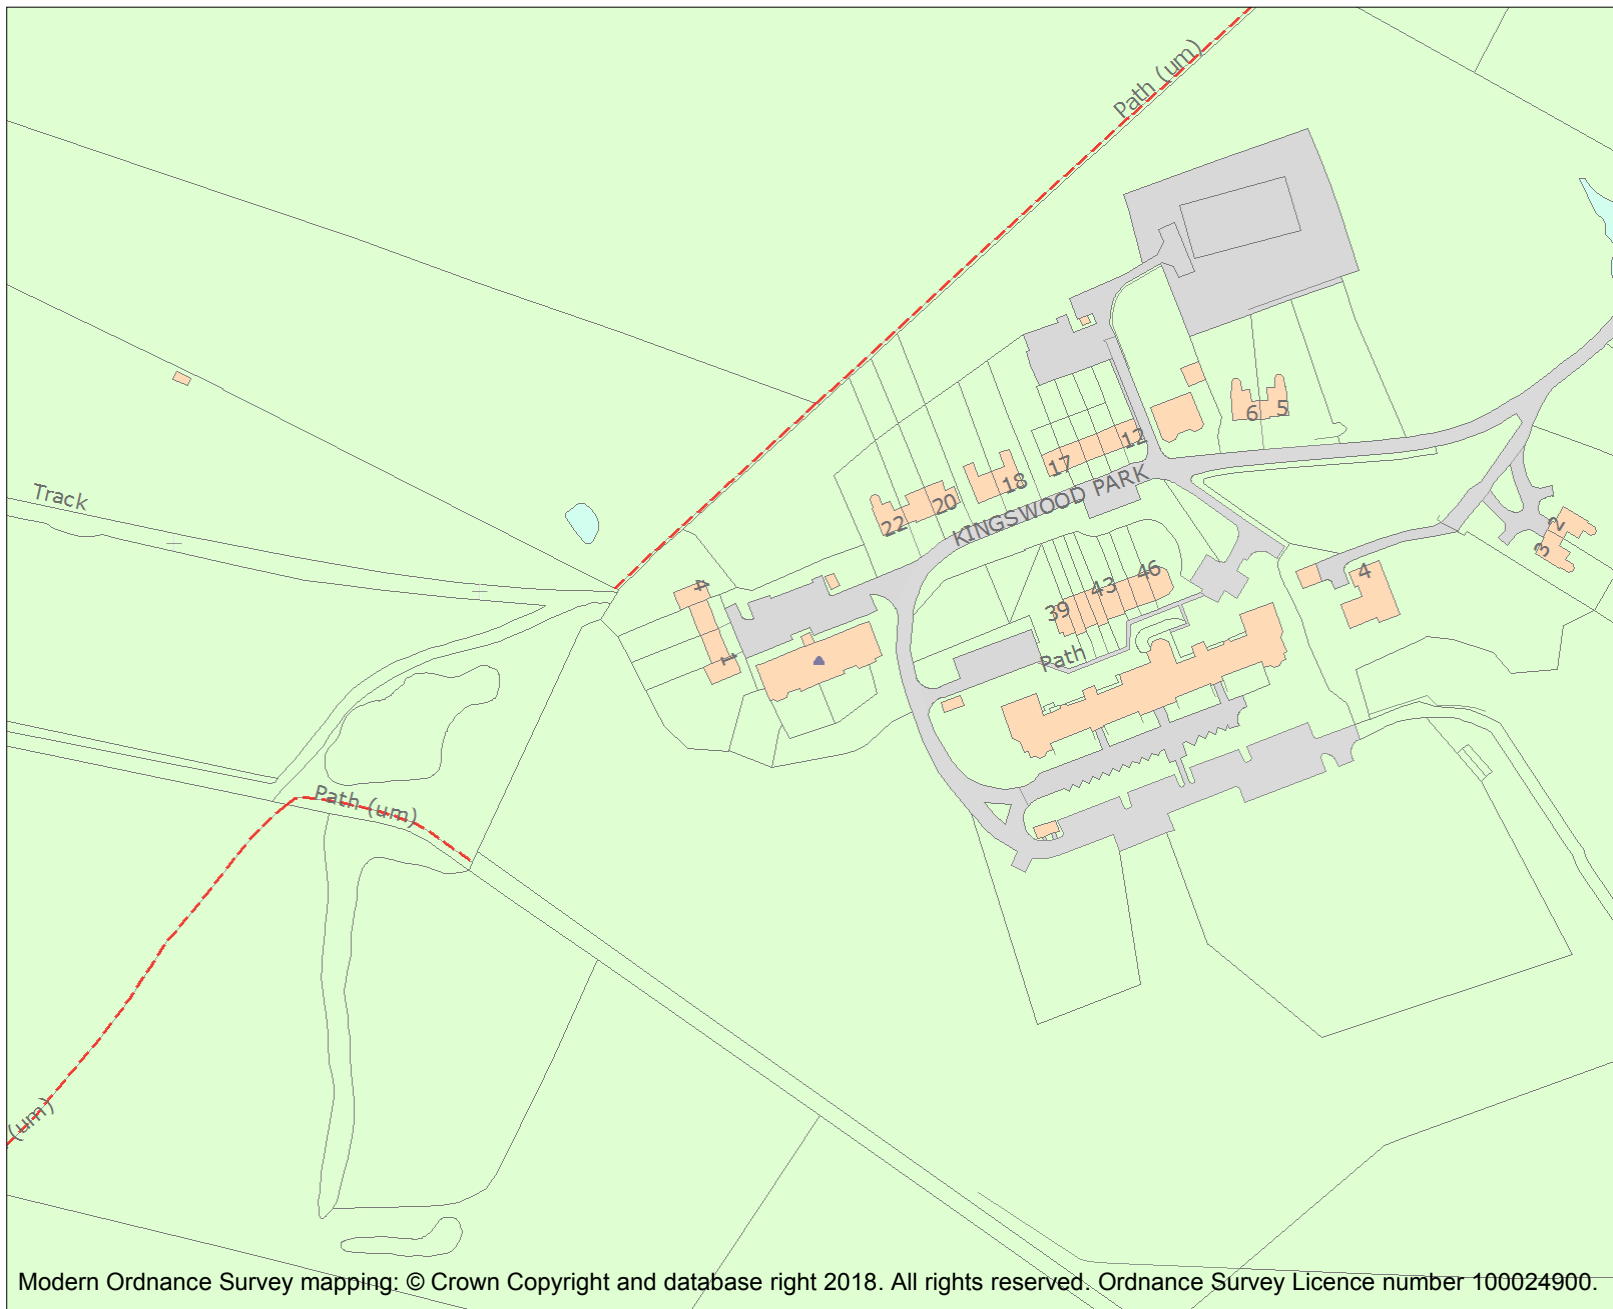 Path (um)
6
5
12
17
18
KINGSWOOD PARK
20
22
Track
2
3
4
4
46
43
39
1
Path
Path (um)
(um)
Modern Ordnance Survey mapping: © Crown Copyright and database right 2018. All rights reserved. Ordnance Survey Licence number 100024900.